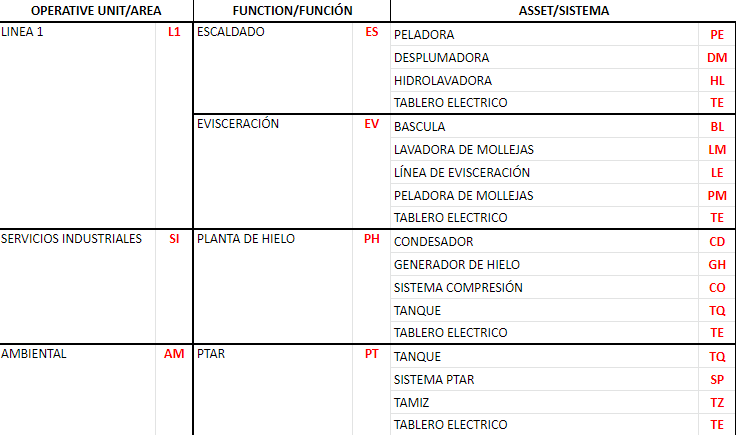 OPERATIVE UNIT/AREA FUNCTION/FUNCIÓN ASSET/SISTEMA
LINEA 1 L1 ESCALDADO ES PELADORA PE
DESPLUMADORA DM
HIDROLAVADORA HL
TABLERO ELECTRICO TE
EVISCERACIÓN EV BASCULA BL
LAVADORA DE MOLLEJAS LM
LÍNEA DE EVISCERACIÓN LE
PELADORA DE MOLLEJAS PM
TABLERO ELECTRICO TE
SERVICIOS INDUSTRIALES SI PLANTA DE HIELO PH CONDESADOR CD
GENERADOR DE HIELO GH
SISTEMA COMPRESIÓN CO
TANQUE TQ
TABLERO ELECTRICO TE
AMBIENTAL AM PTAR PT TANQUE TQ
SISTEMA PTAR SP
TAMIZ TZ
TABLERO ELECTRICO TE